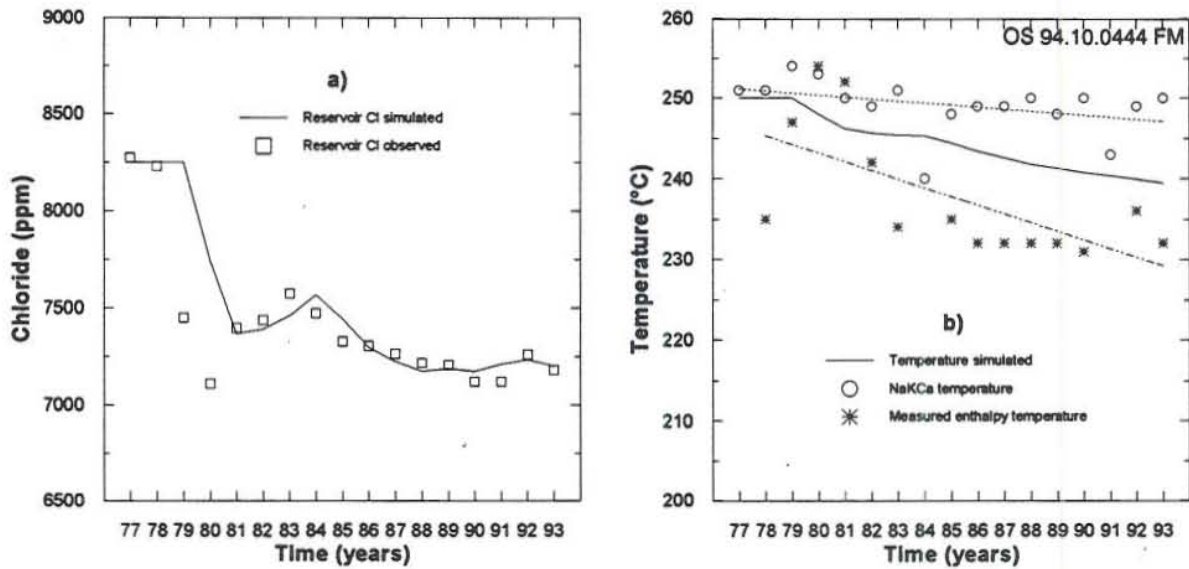 a)
Reservoir Cl simulated
Reservoir Cl observed
Chloride (ppm)
9000
8500
8000
7500
7000
6500
77 78 79 80 81 82 83 84 85 86 87 88 89 90 91 92 93
Time (years)
OS 94.10.0444 FM
b)
Temperature simulated
NaKCa temperature
Measured enthalpy temperature
Temperature (°C)
260
250
240
230
220
210
200
77 78 79 80 81 82 83 84 85 86 87 88 89 90 91 92 93
Time (years)